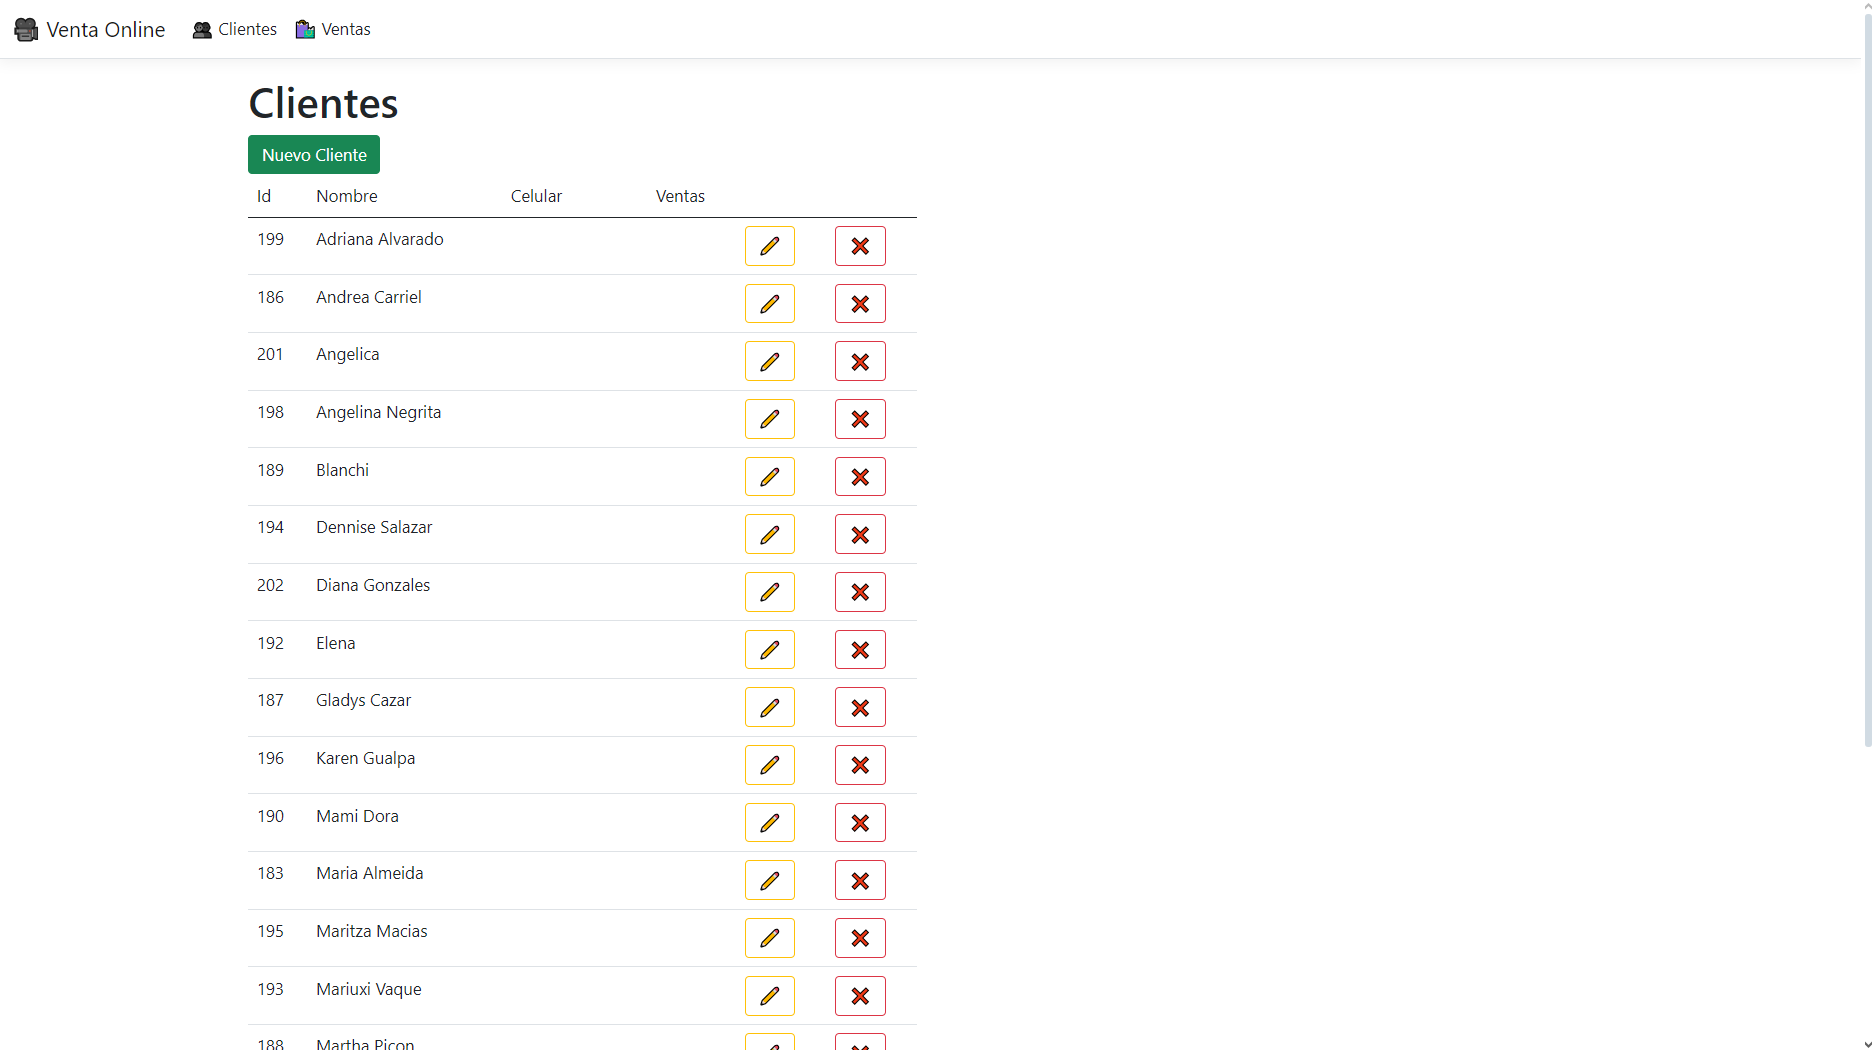 Venta Online Clientes Ventas
Clientes
Nuevo Cliente
Id Nombre Celular Ventas
199 Adriana Alvarado
186 Andrea Carriel
201 Angelica
198 Angelina Negrita
189 Blanchi
194 Dennise Salazar
202 Diana Gonzales
192 Elena
187 Gladys Cazar
196 Karen Gualpa
190 Mami Dora
183 Maria Almeida
195 Maritza Macias
193 Mariuxi Vaque
188 Martha Picon